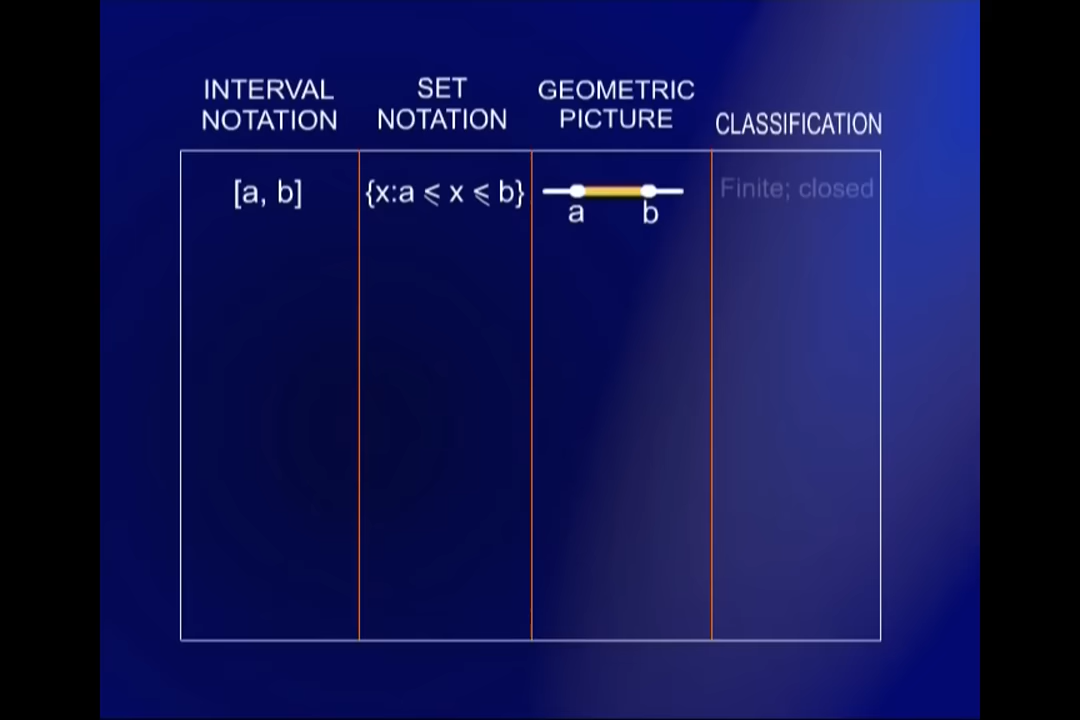 INTERVAL NOTATION
SET NOTATION
GEOMETRIC PICTURE
CLASSIFICATION
[a, b]
{x:a ⩽ x ⩽ b}
a b
Finite; closed